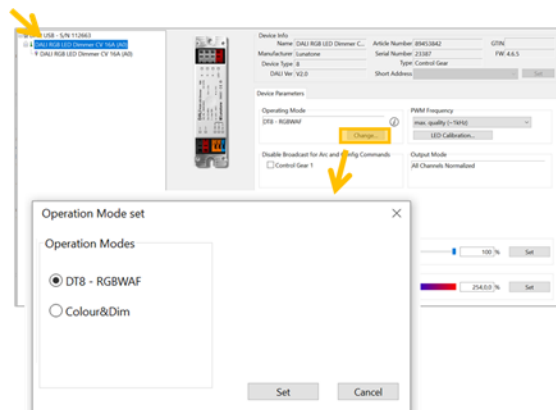 USB - S/N 112663
DALI RGB LED Dimmer CV 16A (A0)
DALI RGB LED Dimmer CV 16A (A0)
Device Info
Name DALI RGB LED Dimmer C... Article Number 89453842 GTIN
Manufacturer Lunatone Serial Number 23387 FW 4.6.5
Device Type 8 Type Control Gear
DALI Ver V2.0 Short Address Set
Device Parameters
Operating Mode PWM Frequency
DT8 - RGBWAF max. quality (~1kHz)
Change... LED Calibration...
Disable Broadcast for Arc and Config Commands Output Mode
Control Gear 1 All Channels Normalized
Operation Mode set
Operation Modes
DT8 - RGBWAF
Colour&Dim
100 % Set
254.0.0 % Set
Set Cancel